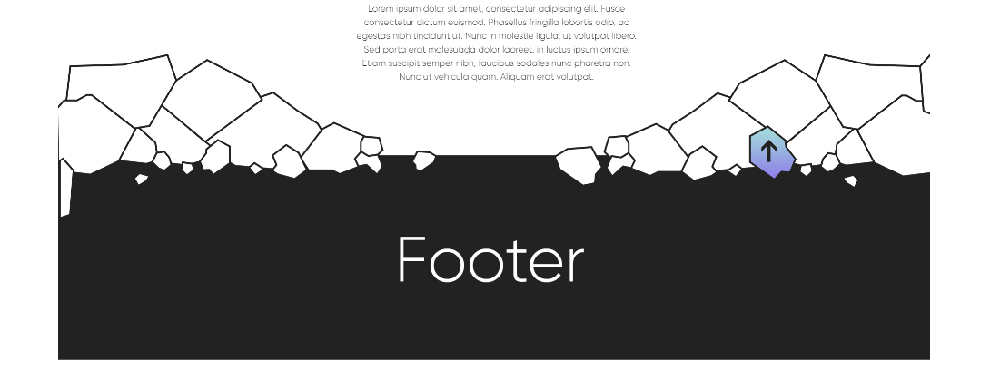 Lorem ipsum dolor sit amet, consectetur adipiscing elit. Fusce
consectetur dictum euismod. Phasellus fringilla lobortis odio, ac
egestas nibh tincidunt ut. Nunc in molestie ligula, ut volutpat libero.
Sed porta erat malesuada dolor laoreet, in luctus ipsum ornare.
Etiam suscipit semper nibh, faucibus sodales nunc pharetra non.
Nunc ut vehicula quam. Aliquam erat volutpat.
Footer